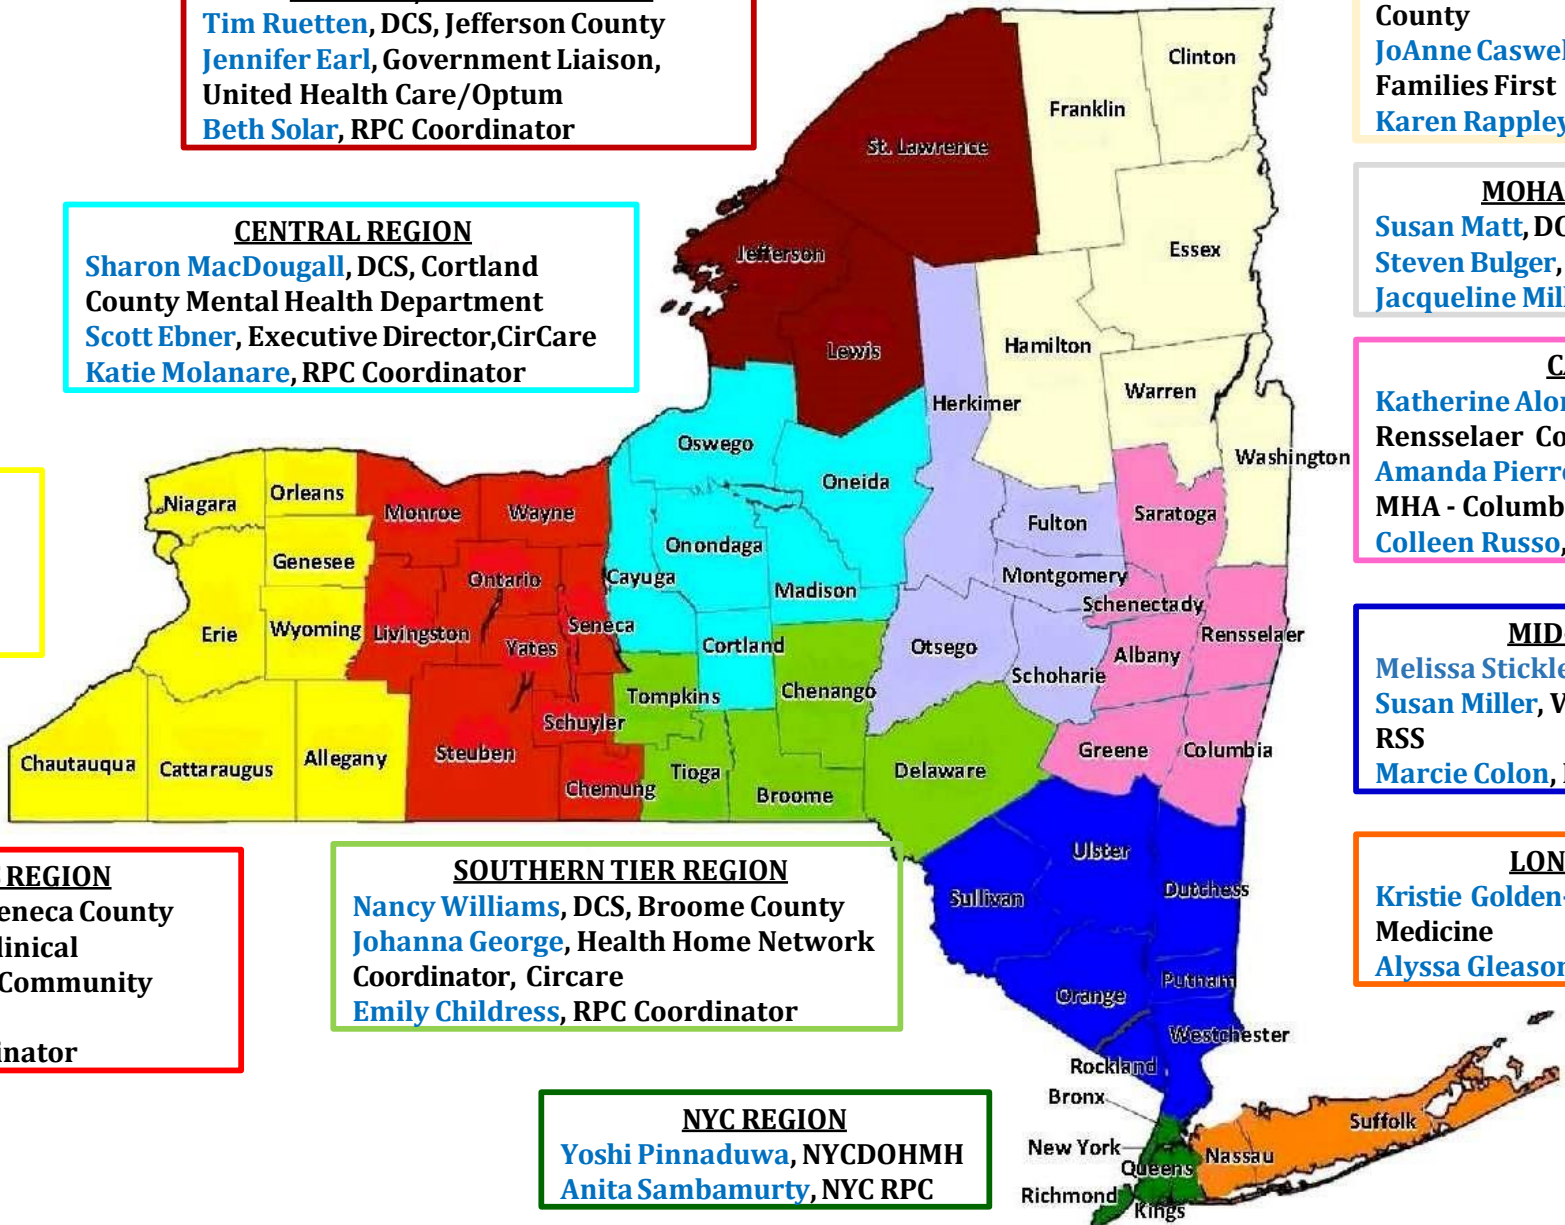 Tim Ruetten, DCS, Jefferson County
Jennifer Earl, Government Liaison,
United Health Care/Optum
Beth Solar, RPC Coordinator
County
JoAnne Caswel
Families First
Karen Rappley
CENTRAL REGION
Sharon MacDougall, DCS, Cortland
County Mental Health Department
Scott Ebner, Executive Director,CirCare
Katie Molanare, RPC Coordinator
MOHA
Susan Matt, DC
Steven Bulger,
Jacqueline Mil
CA
Katherine Alo
Rensselaer Co
Amanda Pierr
MHA - Columb
Colleen Russo,
MID
Melissa Stickle
Susan Miller, V
RSS
Marcie Colon,
LON
Kristie Golden
Medicine
Alyssa Gleason
REGION
eneca County
linical
Community
inator
SOUTHERN TIER REGION
Nancy Williams, DCS, Broome County
Johanna George, Health Home Network
Coordinator, Circare
Emily Childress, RPC Coordinator
NYC REGION
Yoshi Pinnaduwa, NYCDOHMH
Anita Sambamurty, NYC RPC
Clinton
Franklin
St. Lawrence
Essex
Jefferson
Hamilton
Lewis
Warren
Herkimer
Oswego
Washington
Oneida
Niagara
Orleans
Monroe
Wayne
Saratoga
Fulton
Onondaga
Genesee
Ontario
Cayuga
Montgomery
Madison
Schenectady
Erie
Wyoming
Livingston
Seneca
Rensselaer
Yates
Cortland
Otsego
Albany
Schoharie
Tompkins
Chenango
Schuyler
Chautauqua
Cattaraugus
Allegany
Steuben
Greene
Columbia
Tioga
Delaware
Chemung
Broome
Ulster
Dutchess
Sullivan
Putnam
Orange
Westchester
Rockland
Bronx
Suffolk
New York
Nassau
Queens
Richmond
Kings